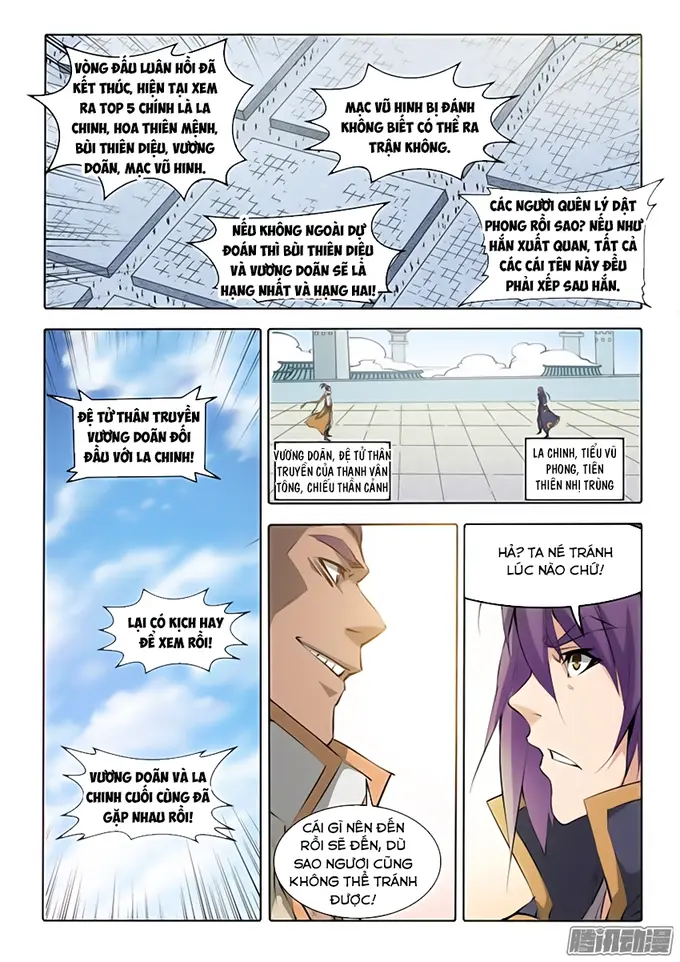 VÒNG ĐẤU LUÂN HỒI ĐÃ
KẾT THÚC, HIỆN TẠI XEM
RA TOP 5 CHÍNH LÀ LA
CHINH, HOA THIÊN MỆNH,
BÙI THIÊN DIỆU, VƯƠNG
DOÃN, MẠC VŨ HINH.
MẠC VŨ HINH BỊ ĐÁNH
KHÔNG BIẾT CÓ THỂ RA
TRẬN KHÔNG.
NẾU KHÔNG NGOÀI DỰ
ĐOÁN THÌ BÙI THIÊN DIỆU
VÀ VƯƠNG DOÃN SẼ LÀ
HẠNG NHẤT VÀ HẠNG HAI!
CÁC NGƯƠI QUÊN LÝ DẬT
PHONG RỒI SAO? NẾU NHƯ
HẮN XUẤT QUAN, TẤT CẢ
CÁC CÁI TÊN NÀY ĐỀU
PHẢI XẾP SAU HẮN.
ĐỆ TỬ THÂN TRUYỀN
VƯƠNG DOÃN ĐỐI
ĐẦU VỚI LA CHINH!
LẠI CÓ KỊCH HAY
ĐỂ XEM RỒI!
VƯƠNG DOÃN VÀ LA
CHINH CUỐI CÙNG ĐÃ
GẶP NHAU RỒI!
VƯƠNG DOÃN, ĐỆ TỬ THÂN
TRUYỀN CỦA THANH VÂN
TÔNG, CHIẾU THẦN CẢNH
LA CHINH, TIỂU VŨ
PHONG, TIÊN
THIÊN NHỊ TRÙNG
CÁI GÌ NÊN ĐẾN
RỒI SẼ ĐẾN, DÙ
SAO NGƯƠI CŨNG
KHÔNG THỂ TRÁNH
ĐƯỢC!
HẢ? TA NÉ TRÁNH
LÚC NÀO CHỨ!
腾讯动漫